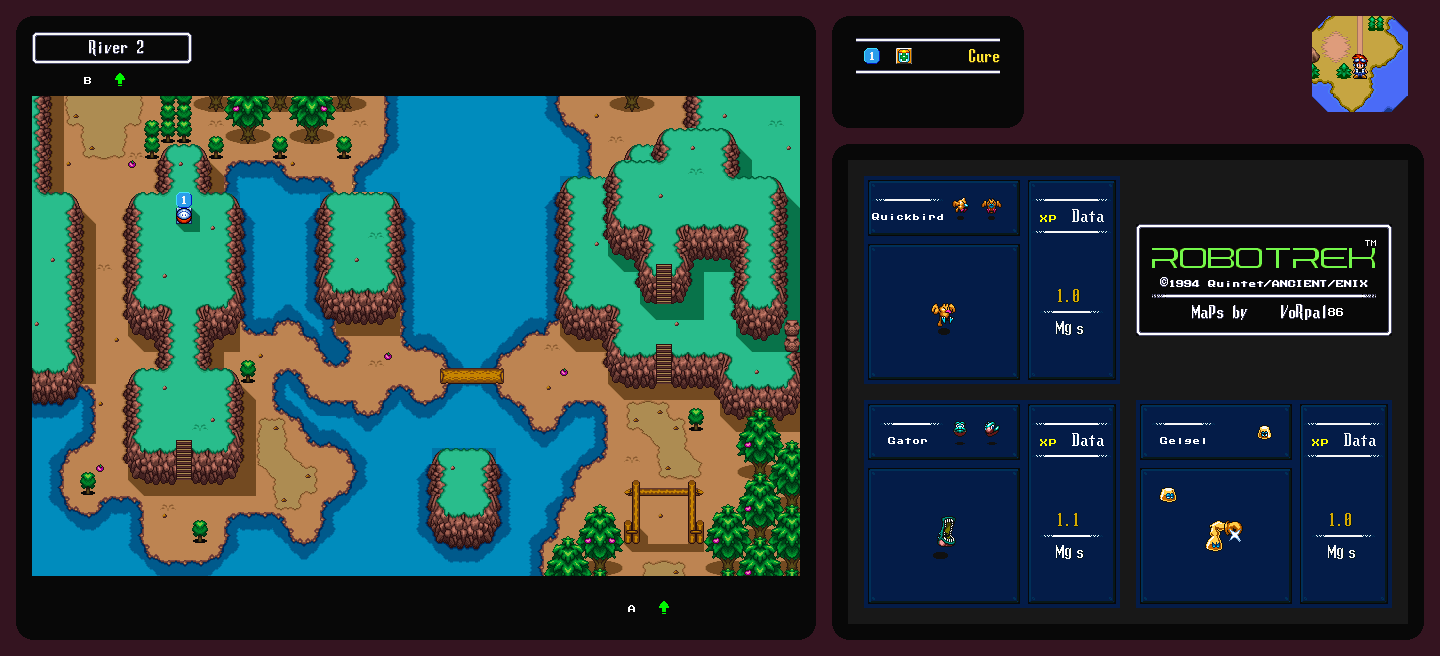 River 2
B
1
A
1 Cure
Quickbird
XP Data
1.0
Mg s
ROBOTREK TM
©1994 Quintet/ANCIENT/ENIX
MaPs by VoRpal86
Gator
XP Data
1.1
Mg s
Gelgel
XP Data
1.0
Mg s